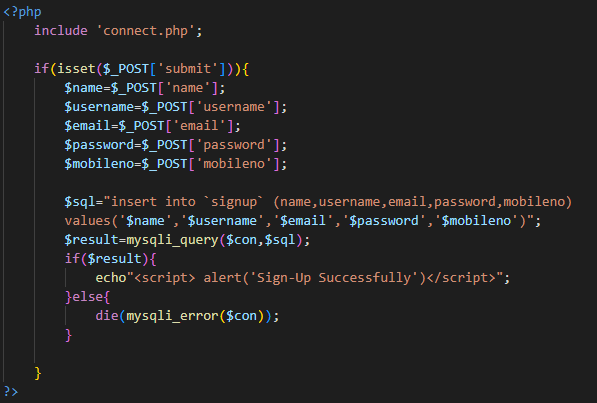 <?php
    include 'connect.php';

    if(isset($_POST['submit'])){
        $name=$_POST['name'];
        $username=$_POST['username'];
        $email=$_POST['email'];
        $password=$_POST['password'];
        $mobileno=$_POST['mobileno'];

        $sql="insert into `signup` (name,username,email,password,mobileno)
        values('$name','$username','$email','$password','$mobileno')";
        $result=mysqli_query($con,$sql);
        if($result){
            echo"<script> alert('Sign-Up Successfully')</script>";
        }else{
            die(mysqli_error($con));
        }

    }
?>